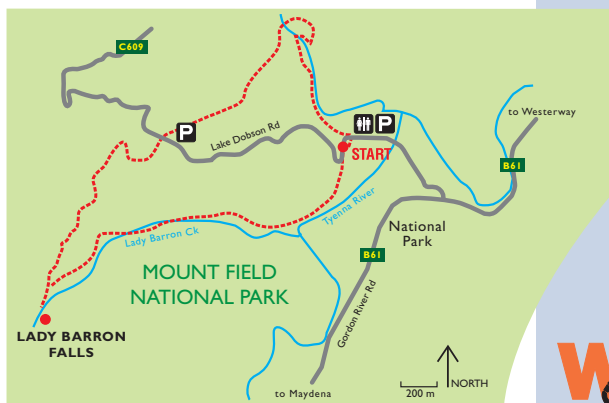 C609
P
P
Lake Dobson Rd
START
to Westerway
B61
Tyenna River
National
Park
Lady Barron Ck
B61
MOUNT FIELD
NATIONAL PARK
Gordon River Rd
LADY BARRON
FALLS
NORTH
200 m
to Maydena
W